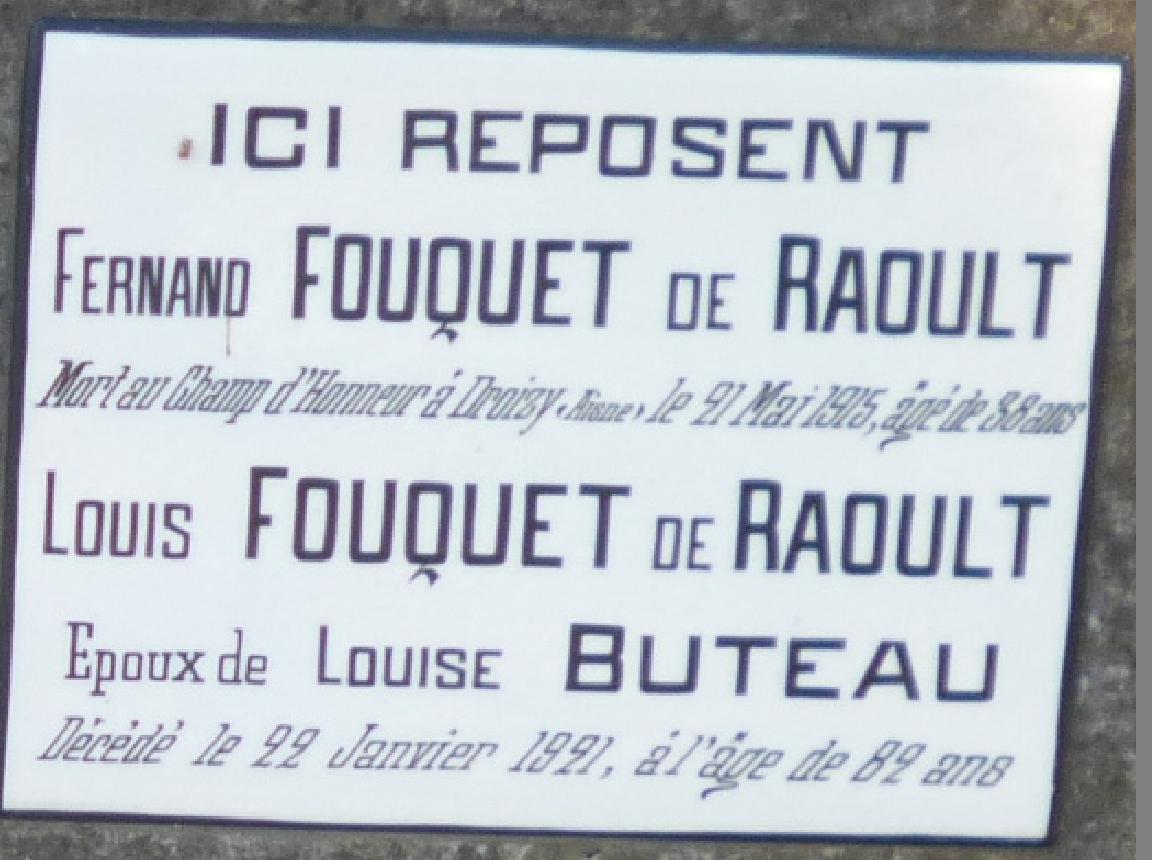 ICI REPOSENT
FERNAND FOUQUET DE RAOULT
Mort au Champ d'Honneur à Droizy (Aisne) le 21 Mai 1915, âgé de 38 ans
LOUIS FOUQUET DE RAOULT
Epoux de LOUISE BUTEAU
Décédé le 22 Janvier 1921, à l'âge de 82 ans